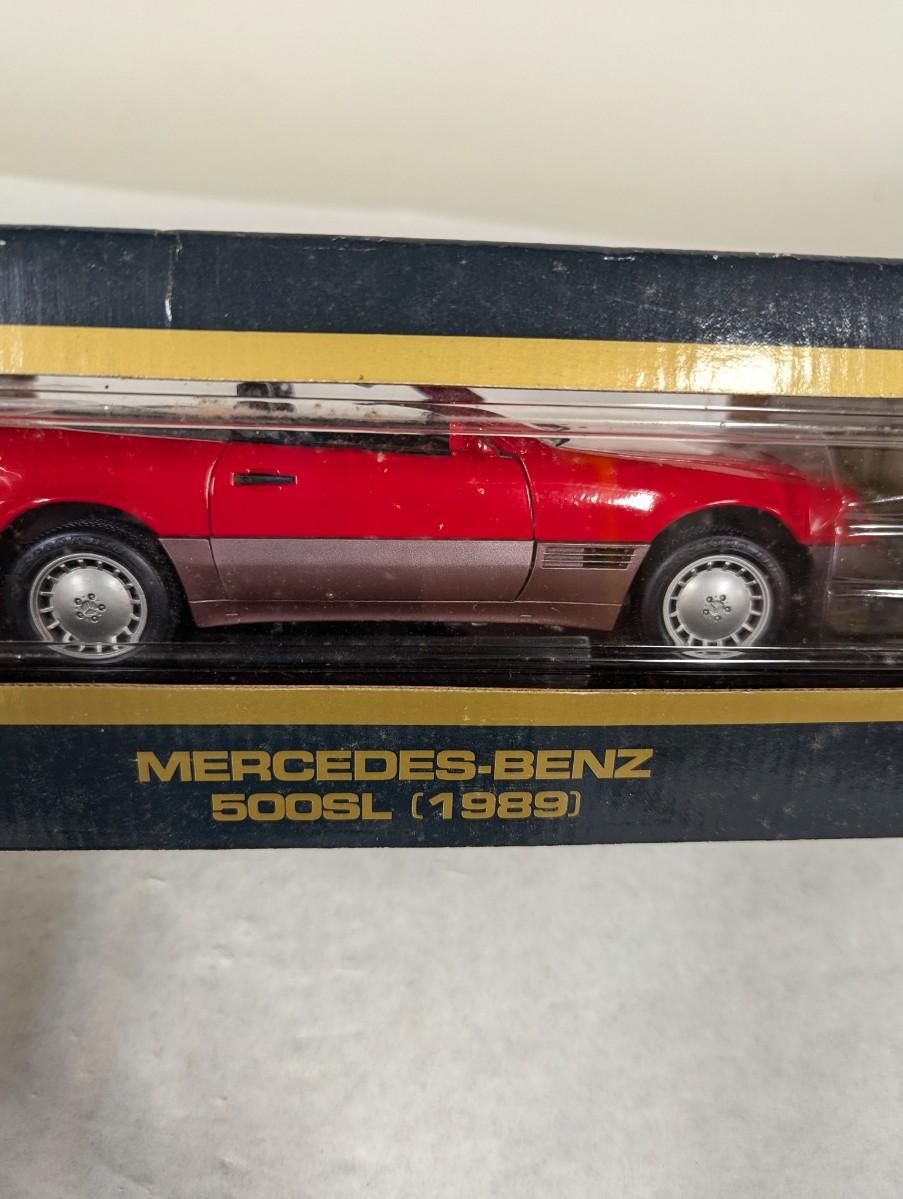 MERCEDES-BENZ
500SL (1989)